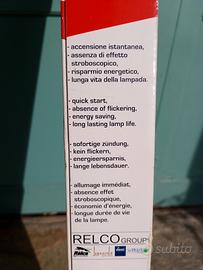 - accensione istantanea,
- assenza di effetto
stroboscopico,
- risparmio energetico,
- lunga vita della lampada.
- quick start,
- absence of flickering,
- energy saving,
- long lasting lamp life.
- sofortige zündung,
- kein flickern,
- energieersparnis,
- lange lebensdauer.
- allumage immédiat,
- absence effet
stroboscopique,
- économie d'énergie,
- longue durée de vie
de la lampe.
RELCO GROUP
Relco
subito